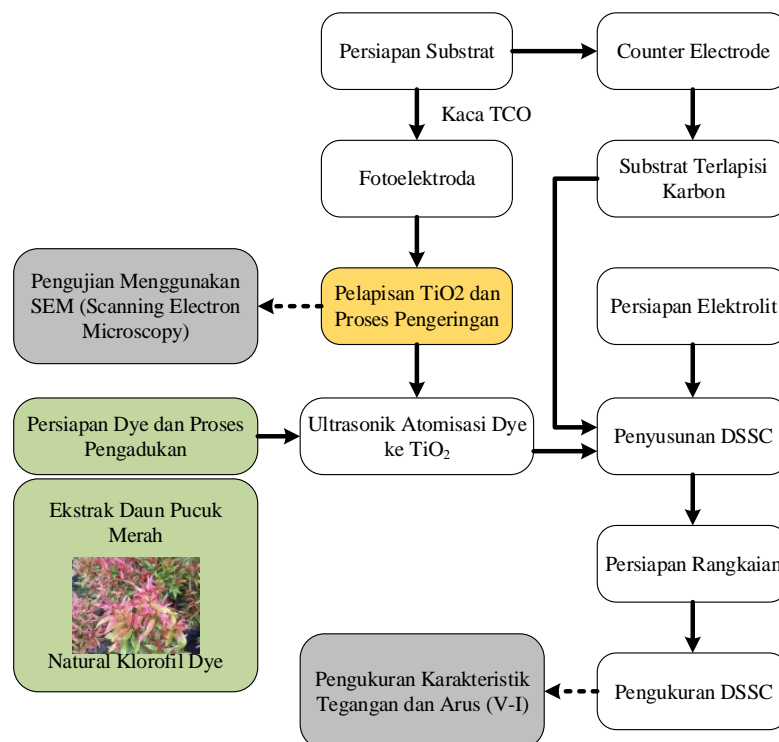 Persiapan Substrat
Counter Electrode
Kaca TCO
Fotoelektroda
Substrat Terlapisi
Karbon
Pengujian Menggunakan
SEM (Scanning Electron
Microscopy)
Pelapisan TiO2 dan
Proses Pengeringan
Persiapan Elektrolit
Persiapan Dye dan Proses
Pengadukan
Ultrasonik Atomisasi Dye
ke TiO₂
Penyusunan DSSC
Ekstrak Daun Pucuk
Merah
Natural Klorofil Dye
Persiapan Rangkaian
Pengukuran Karakteristik
Tegangan dan Arus (V-I)
Pengukuran DSSC